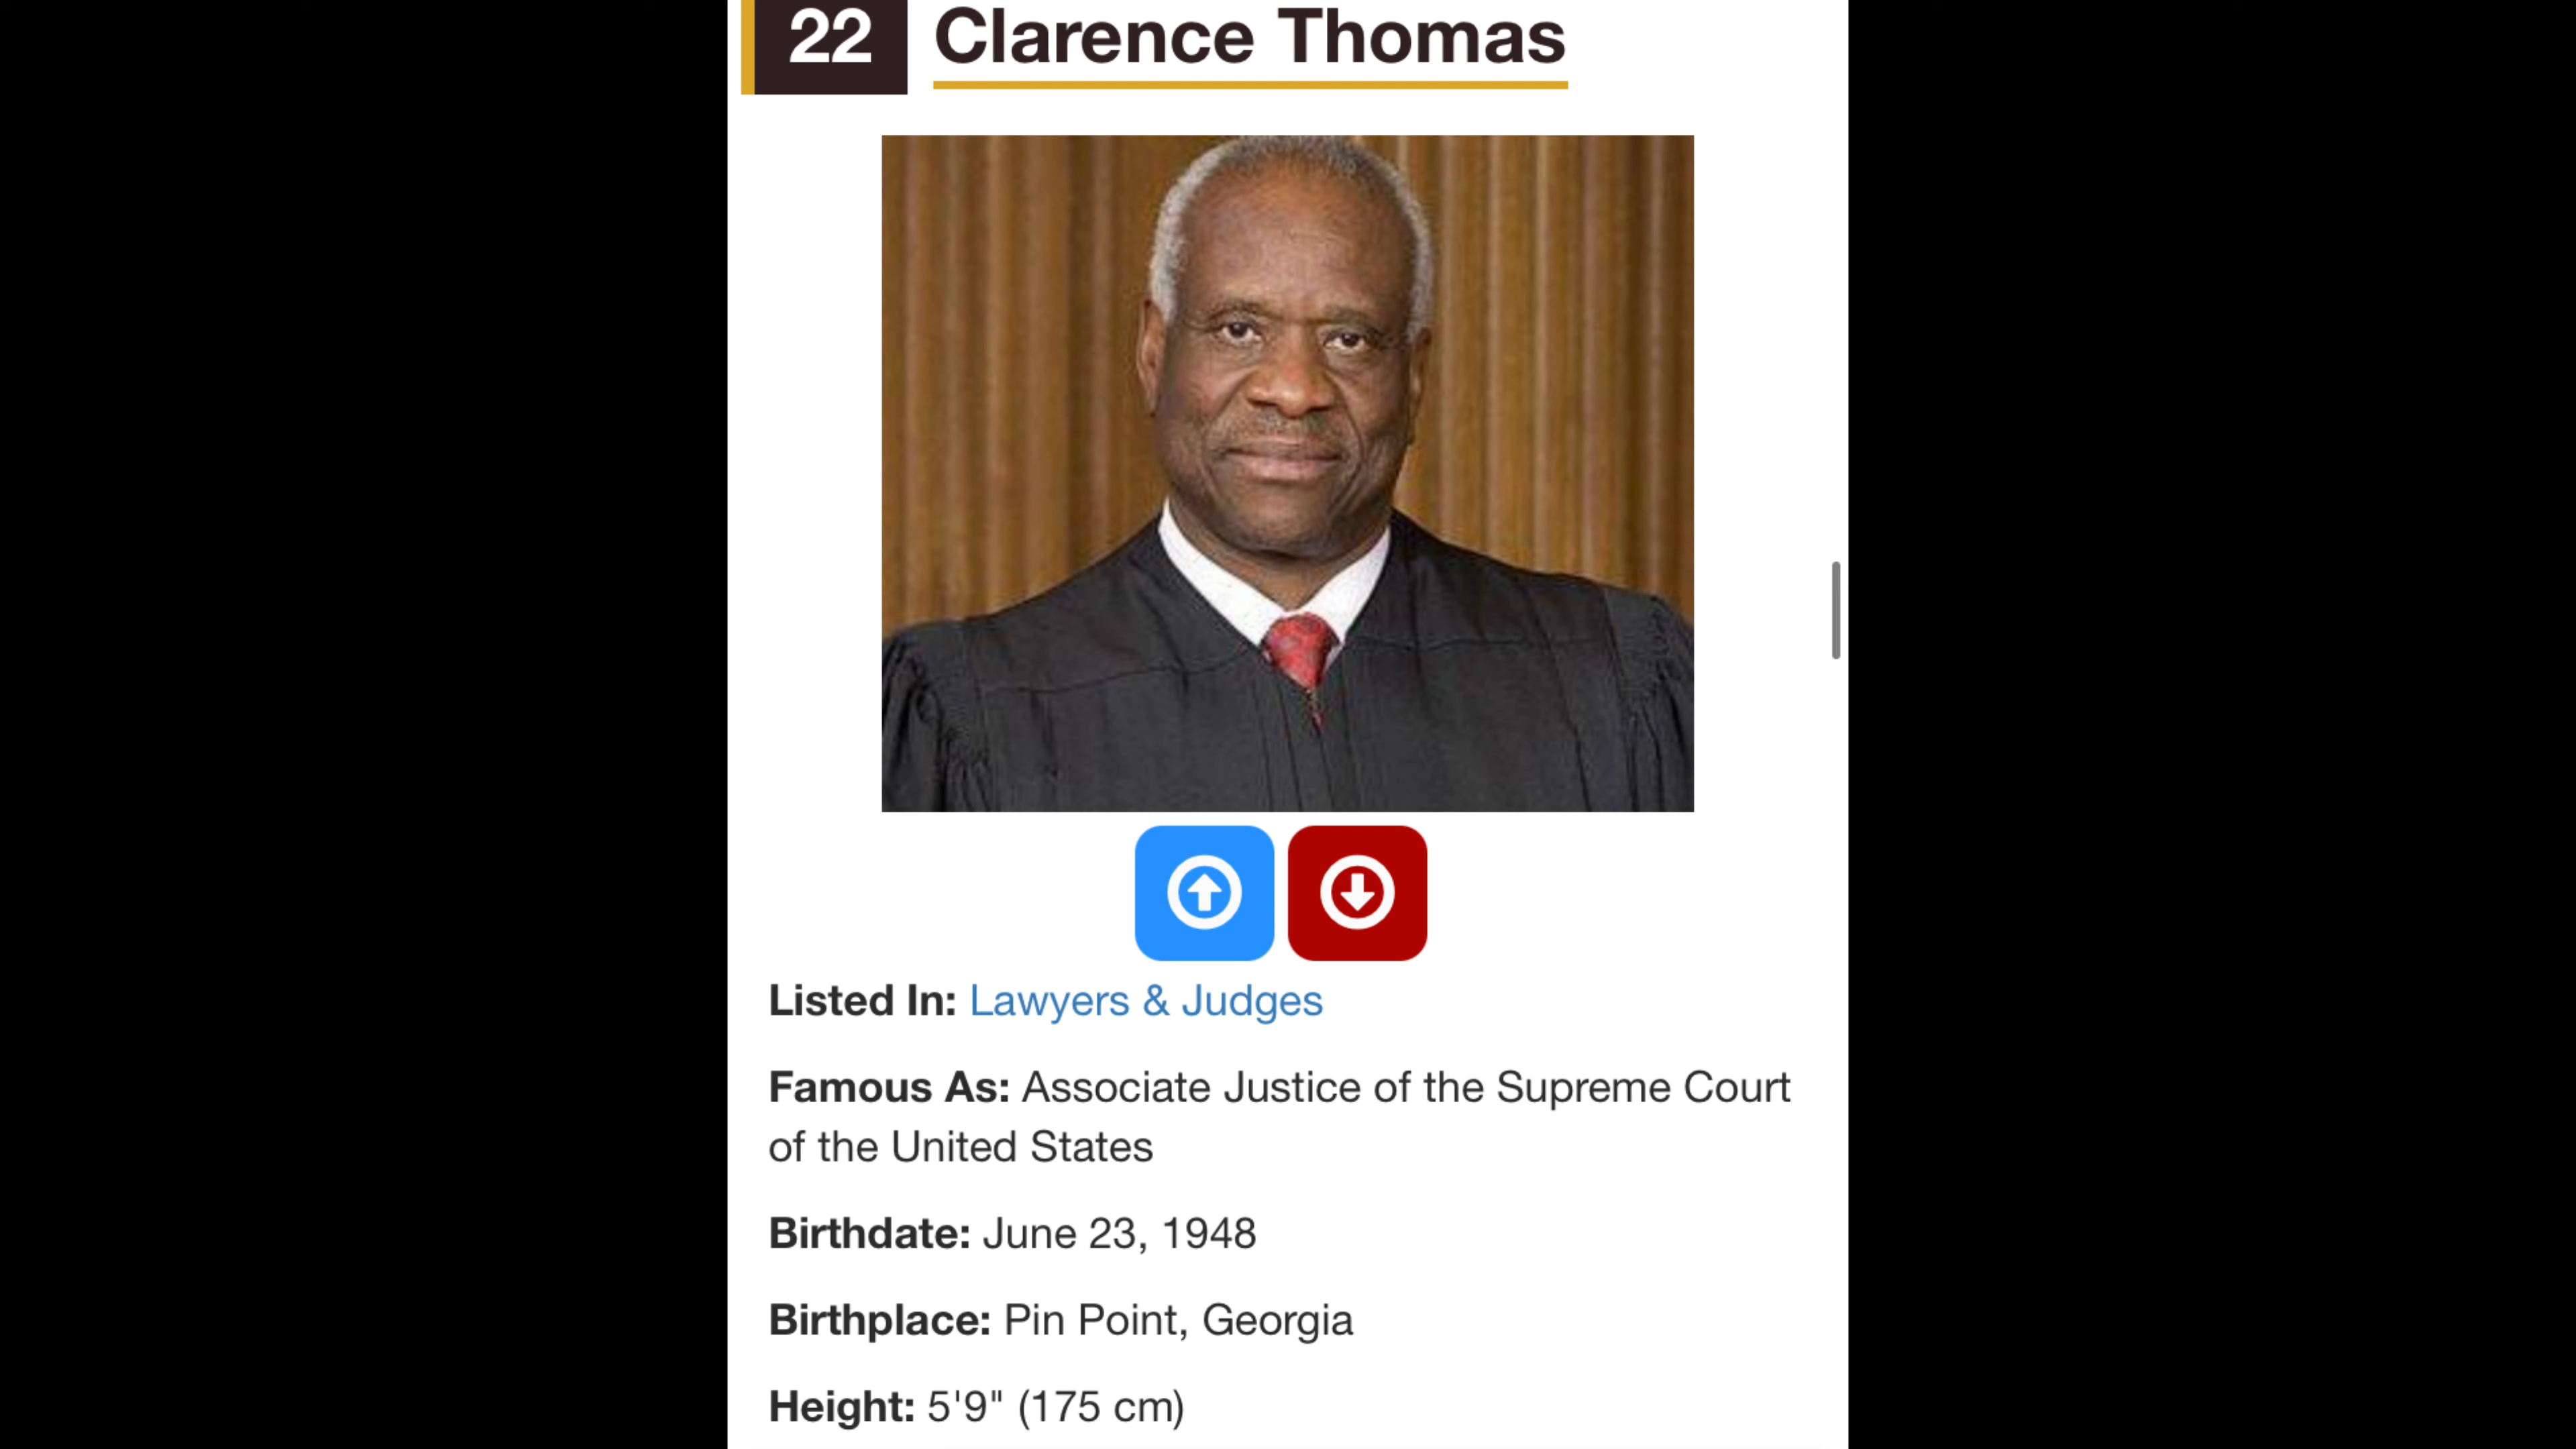 22 Clarence Thomas
Listed In: Lawyers & Judges
Famous As: Associate Justice of the Supreme Court
of the United States
Birthdate: June 23, 1948
Birthplace: Pin Point, Georgia
Height: 5'9" (175 cm)